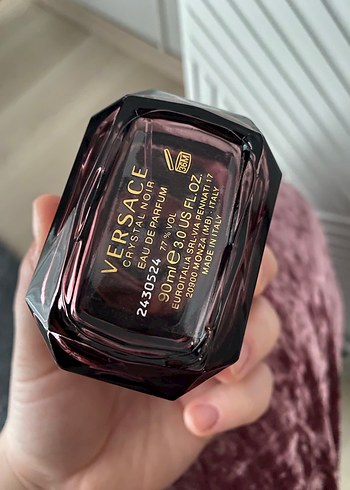 VERSACE
CRYSTAL NOIR
EAU DE PARFUM
2430524 77 % VOL
90ml e 3.0 US FL.OZ.
EUROITALIA SRL-VIA PENNATI 17
20900 MONZA (MB) - ITALY
MADE IN ITALY
36M